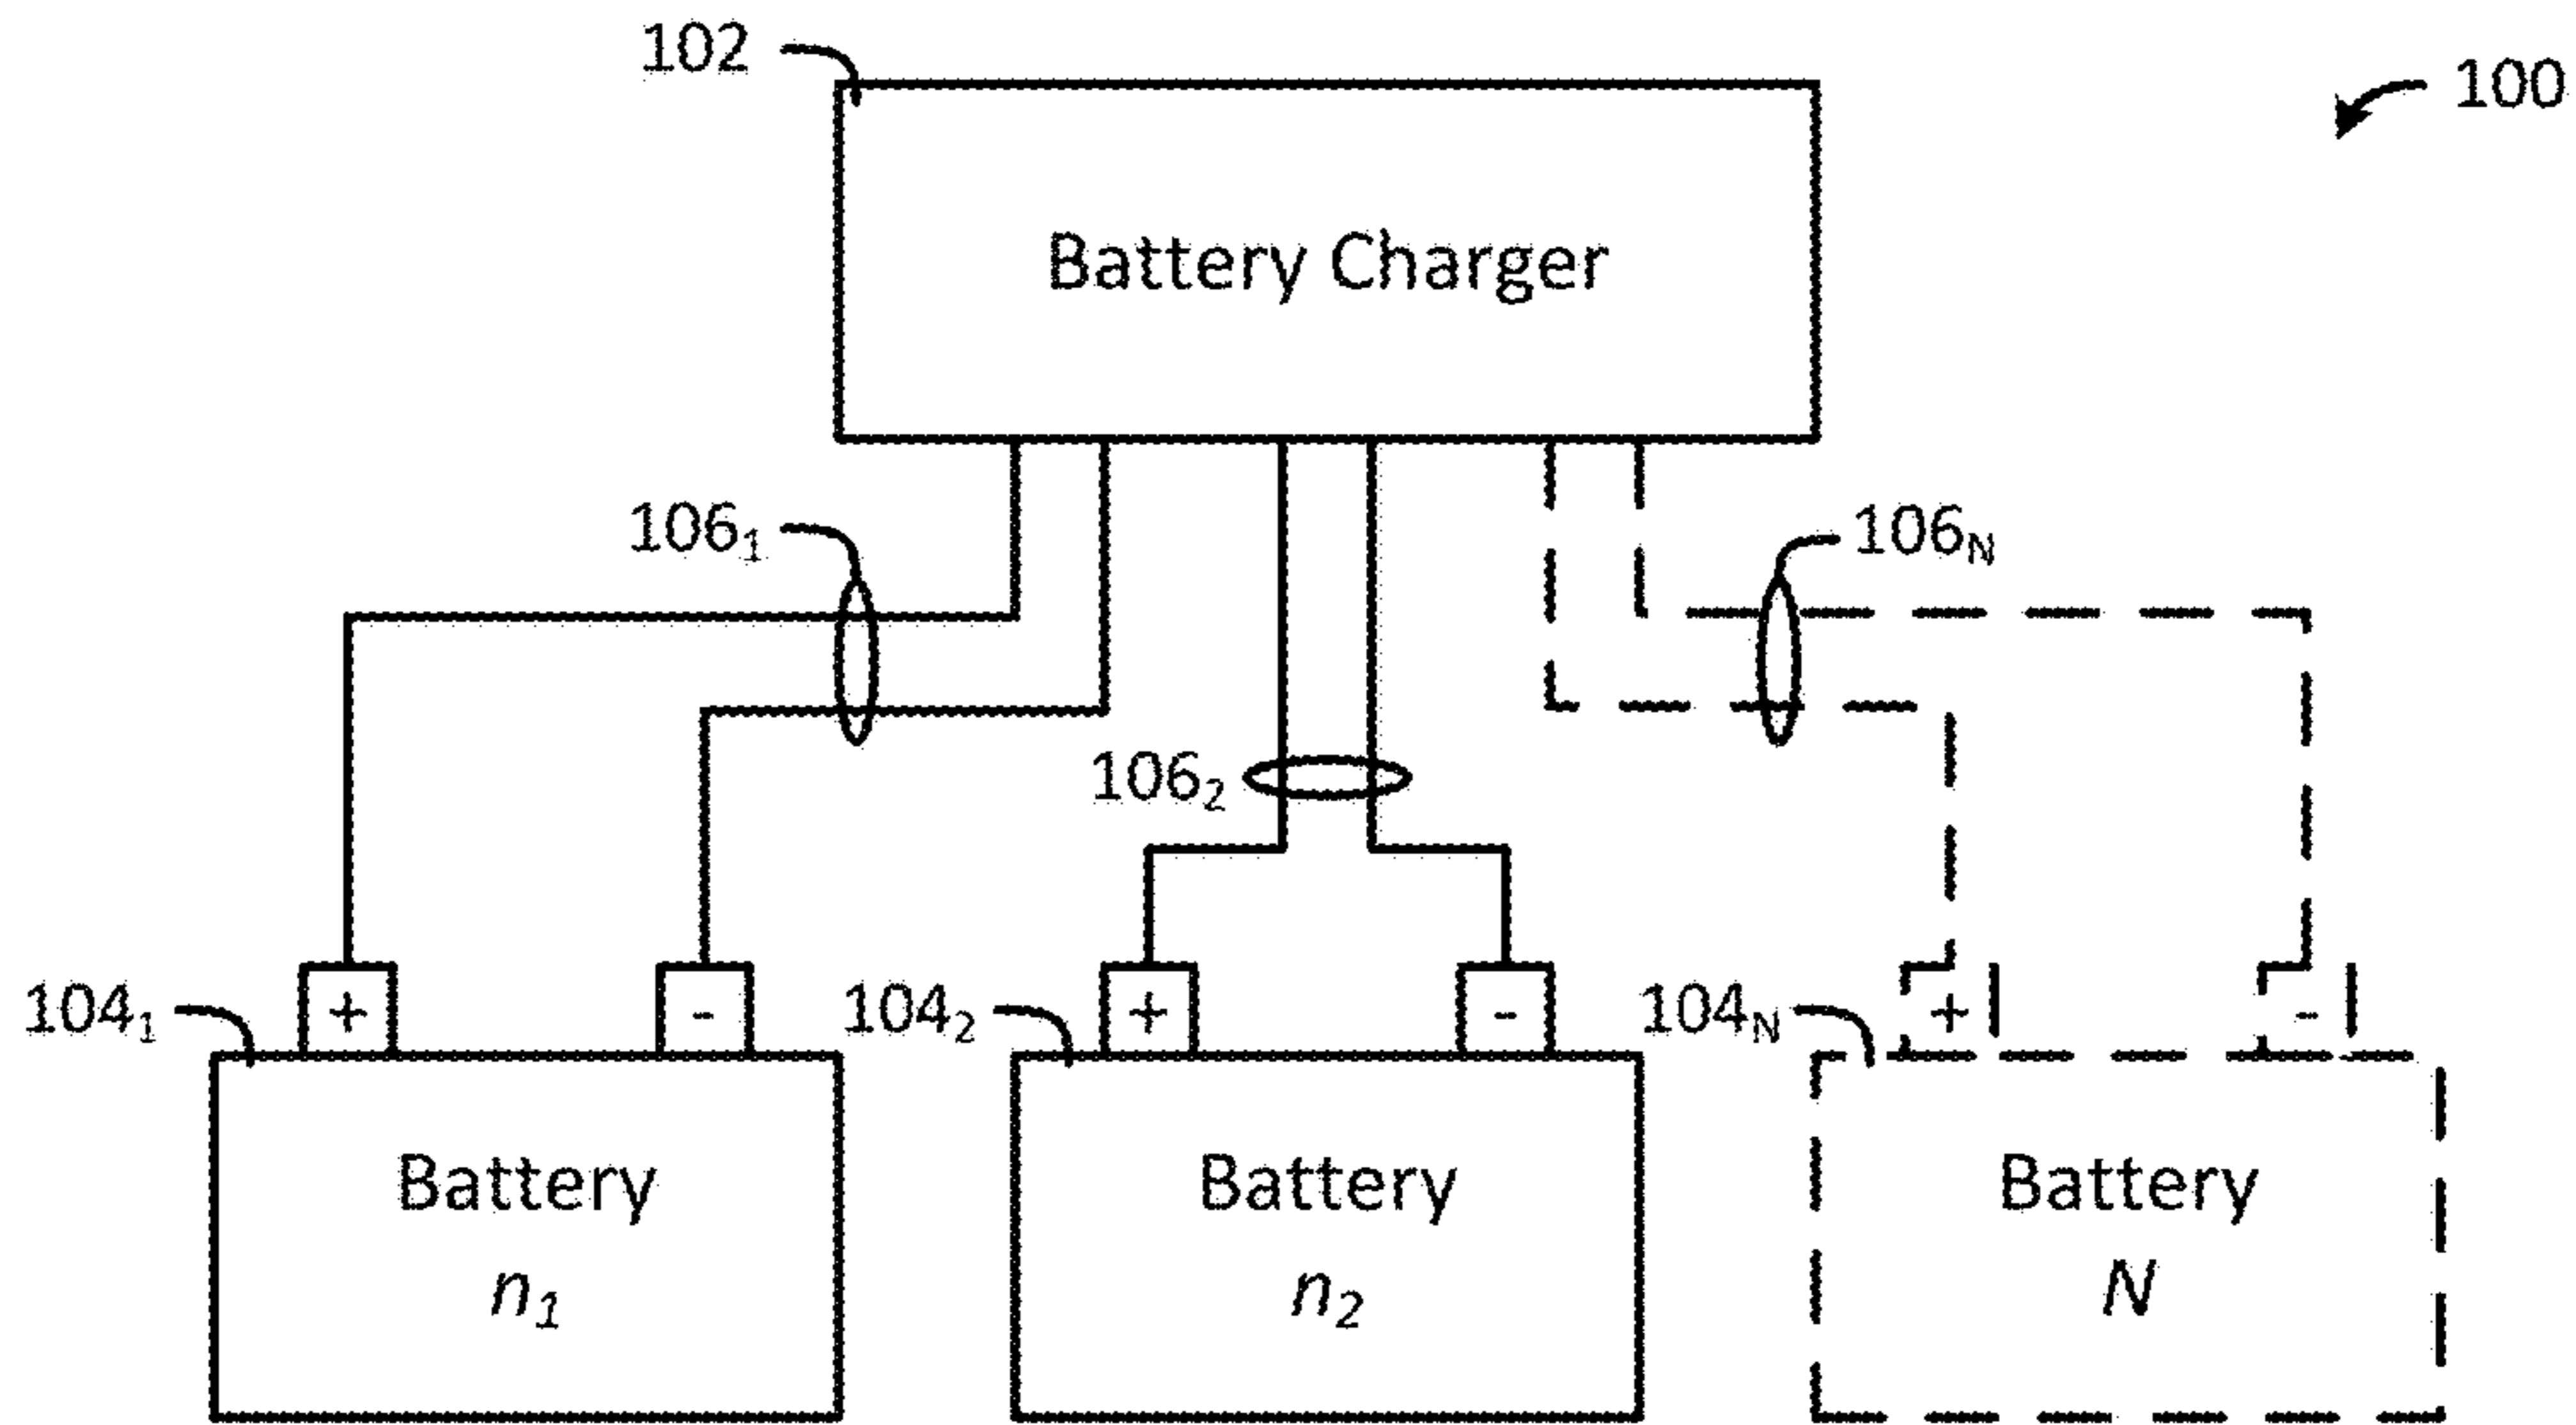 102
100
Battery Charger
106₁
106N
106₂
104₁
+
-
104₂
+
-
104N
+
-
Battery
n₁
Battery
n₂
Battery
N